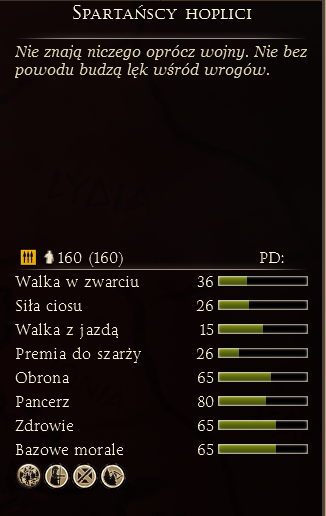 Spartańscy hoplici
Nie znają niczego oprócz wojny. Nie bez
powodu budzą lęk wśród wrogów.
LYDIA
160 (160) PD:
Walka w zwarciu 36
Siła ciosu 26
Walka z jazdą 15
Premia do szarży 26
Obrona 65
Pancerz 80
Zdrowie 65
Bazowe morale 65